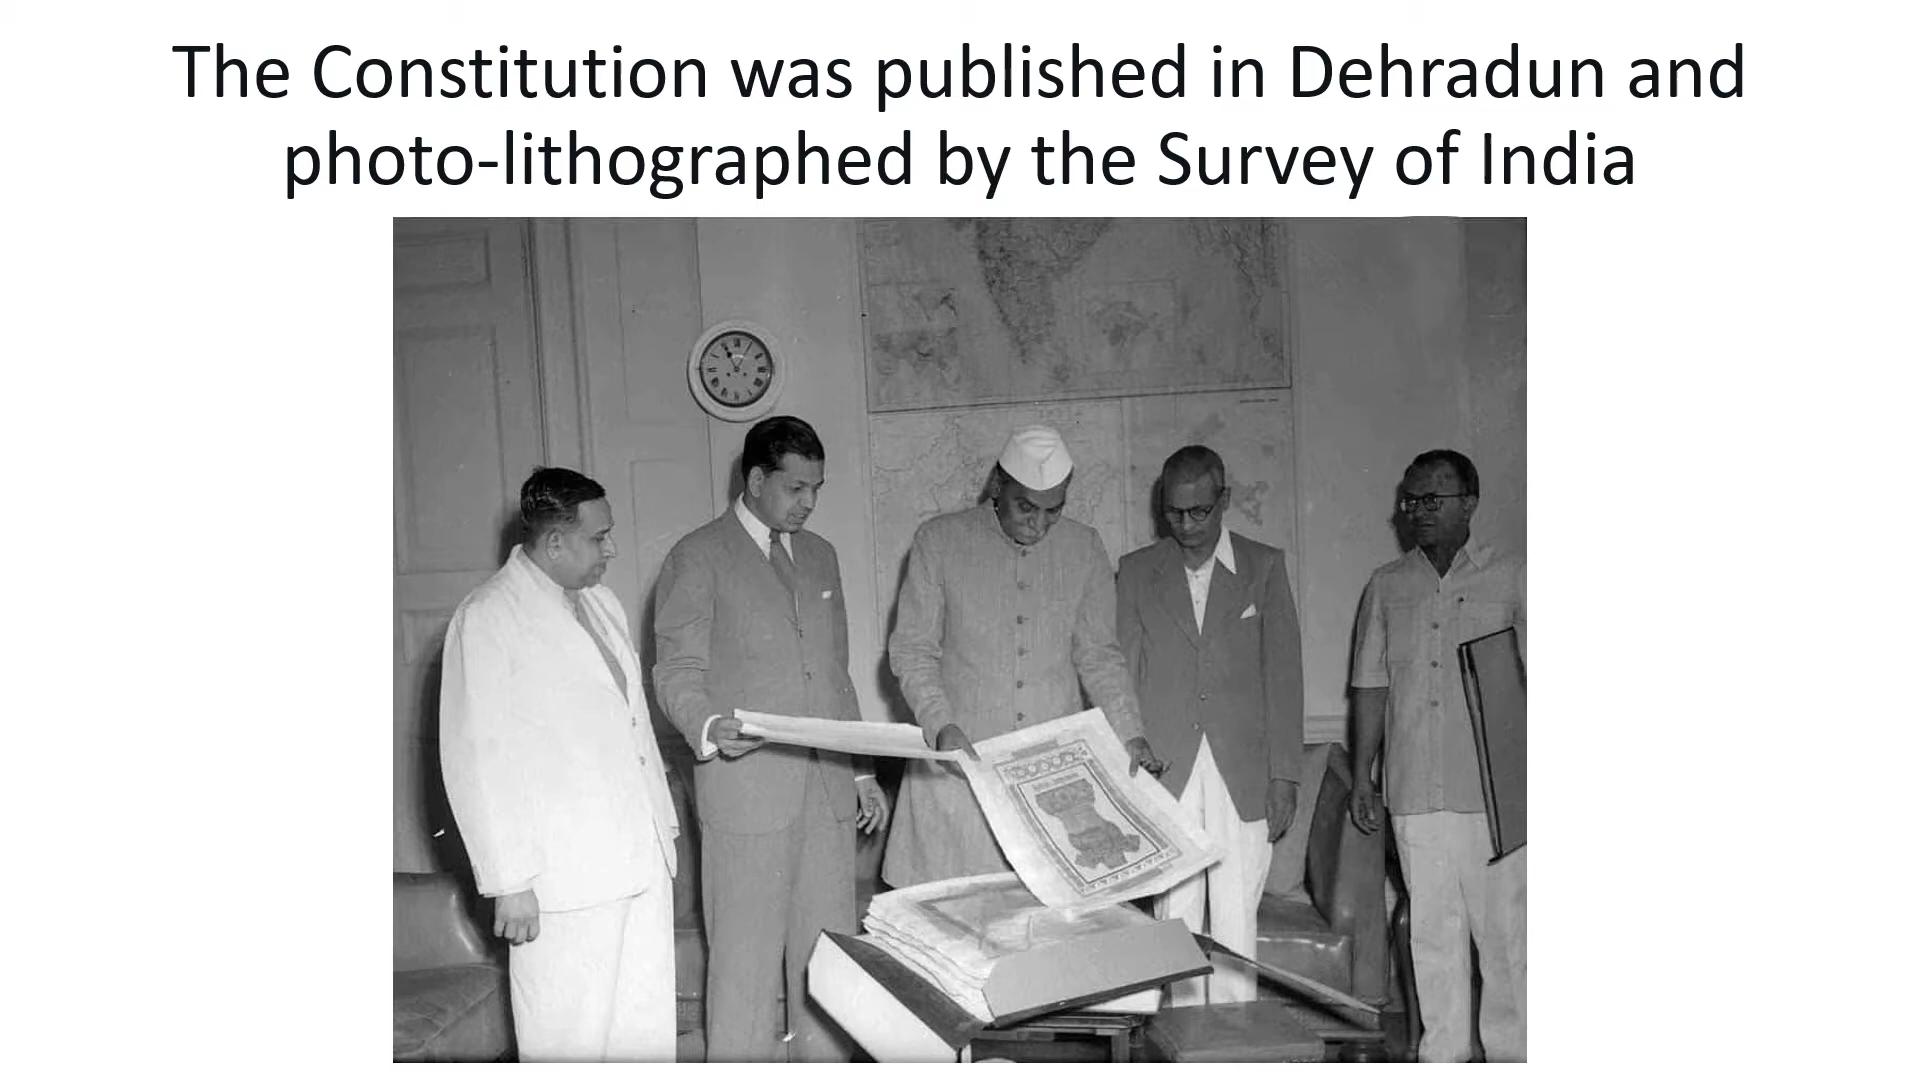 The Constitution was published in Dehradun and
photo-lithographed by the Survey of India